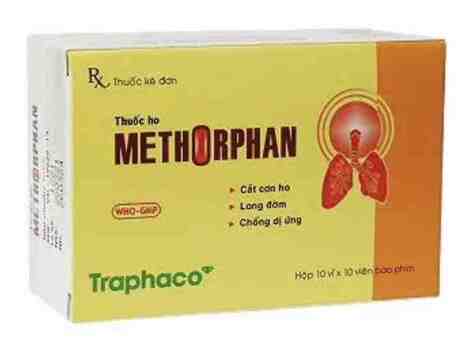 Rx Thuốc kê đơn
Thuốc ho
METHORPHAN
• Cắt cơn ho
• Long đờm
• Chống dị ứng
WHO-GMP
Traphaco
Hộp 10 vỉ x 10 viên bao phim
METHORPHAN